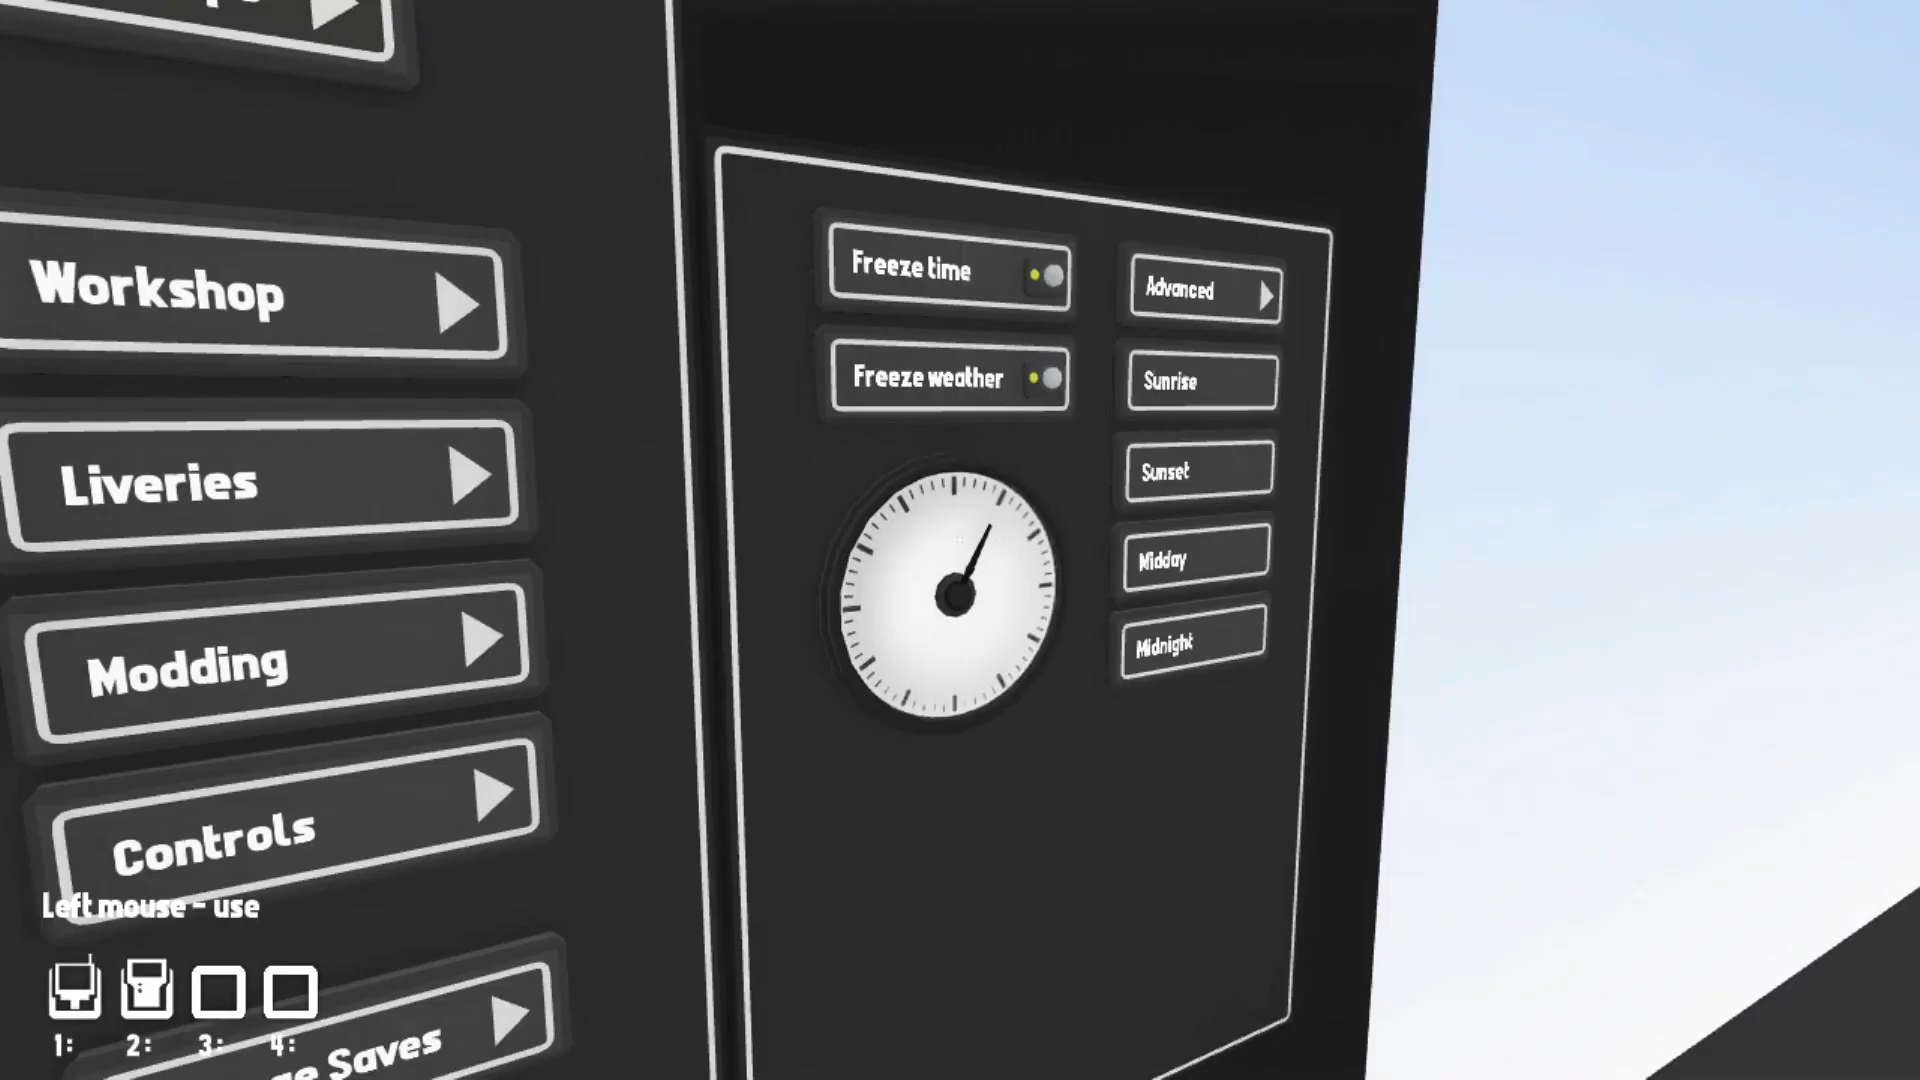 Workshop
Liveries
Modding
Controls
Saves
Freeze time
Freeze weather
Advanced
Sunrise
Sunset
Midday
Midnight
Left mouse - use
1: 2: 3: 4: